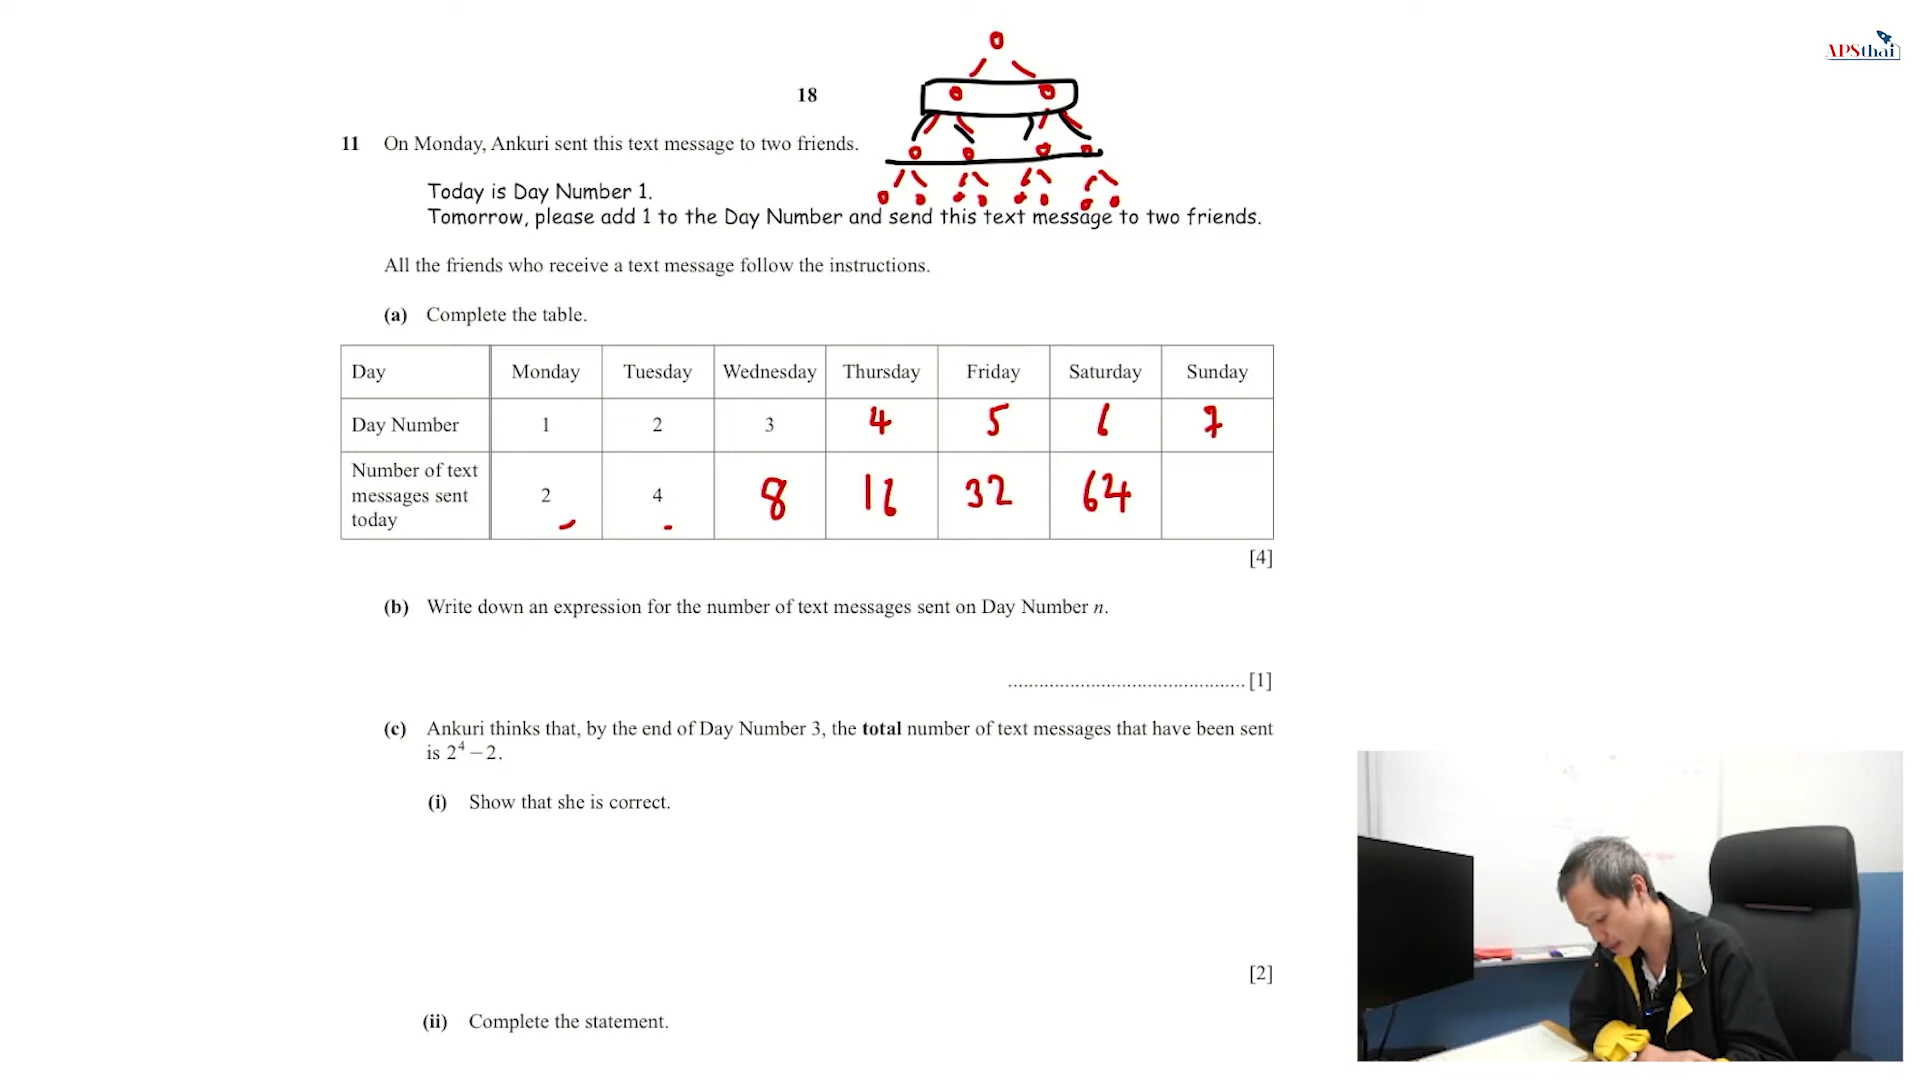 APSthai
18
11 On Monday, Ankuri sent this text message to two friends.
Today is Day Number 1.
Tomorrow, please add 1 to the Day Number and send this text message to two friends.
All the friends who receive a text message follow the instructions.
(a) Complete the table.
Day Monday Tuesday Wednesday Thursday Friday Saturday Sunday
Day Number 1 2 3 4 5 6 7
Number of text
messages sent 2 4 8 16 32 64
today
[4]
(b) Write down an expression for the number of text messages sent on Day Number n.
.............................................. [1]
(c) Ankuri thinks that, by the end of Day Number 3, the total number of text messages that have been sent
is 2⁴ – 2.
(i) Show that she is correct.
[2]
(ii) Complete the statement.